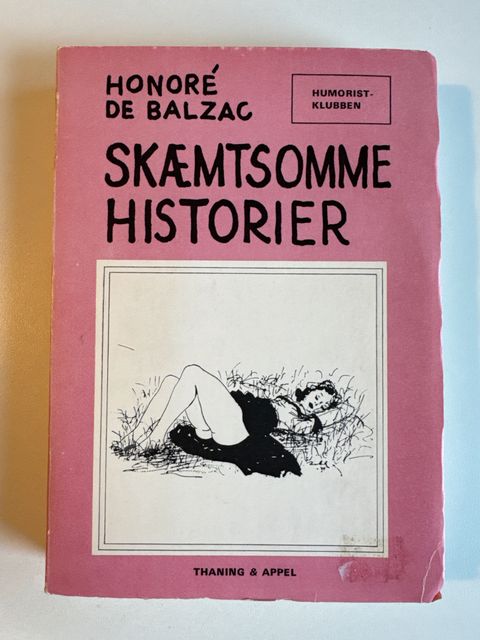 HONORÉ
DE BALZAC
HUMORIST-
KLUBBEN
SKÆMTSOMME
HISTORIER
THANING & APPEL